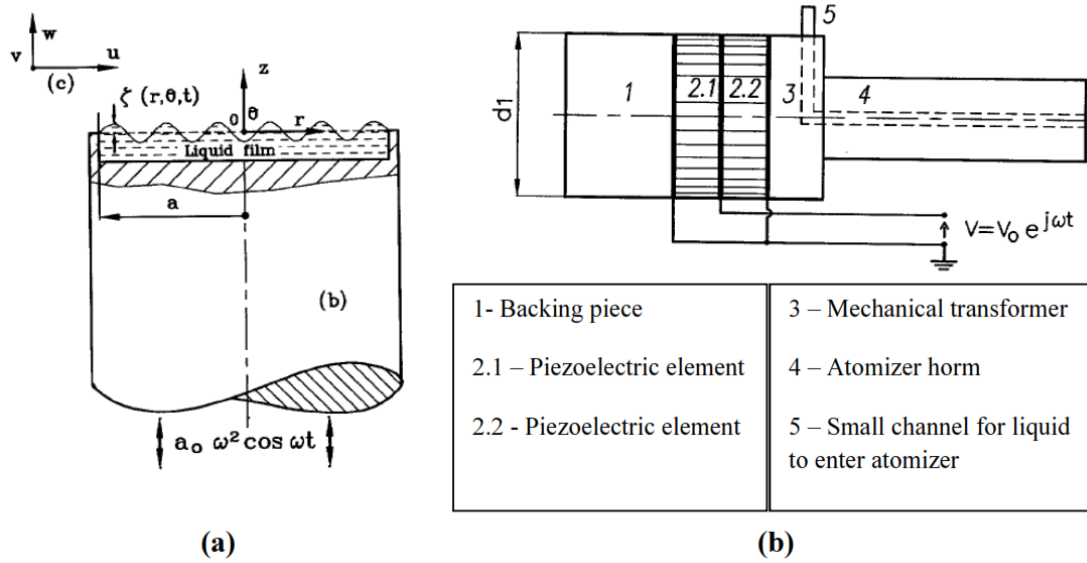 w
v
u
(c)
ζ (r,θ,t)
z
0
θ
r
Liquid film
a
(b)
a₀ ω² cos ωt
(a)
5
d1
1
2.1
2.2
3
4
V=V₀ e^jωt
1- Backing piece
2.1 – Piezoelectric element
2.2 - Piezoelectric element
3 – Mechanical transformer
4 – Atomizer horm
5 – Small channel for liquid
to enter atomizer
(b)